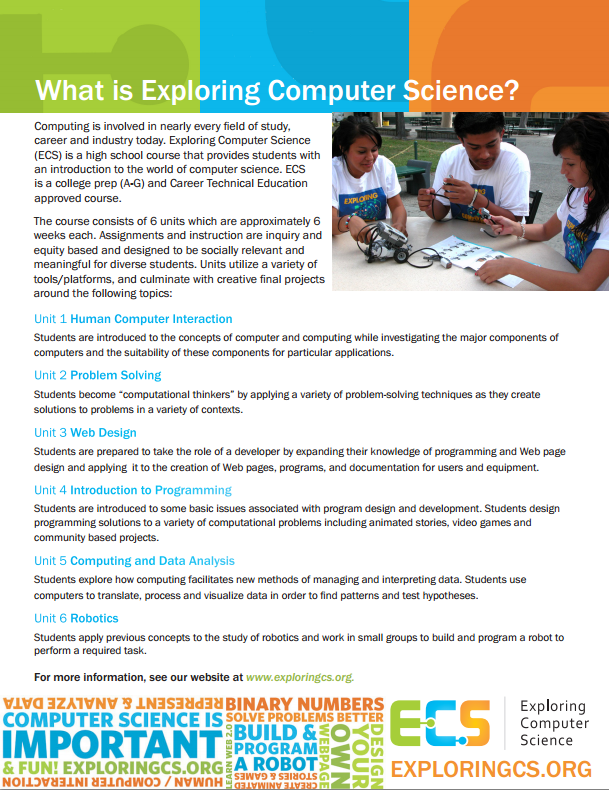 What is Exploring Computer Science?
Computing is involved in nearly every field of study,
career and industry today. Exploring Computer Science
(ECS) is a high school course that provides students with
an introduction to the world of computer science. ECS
is a college prep (A-G) and Career Technical Education
approved course.
The course consists of 6 units which are approximately 6
weeks each. Assignments and instruction are inquiry and
equity based and designed to be socially relevant and
meaningful for diverse students. Units utilize a variety of
tools/platforms, and culminate with creative final projects
around the following topics:
EXPLORING
Unit 1 Human Computer Interaction
Students are introduced to the concepts of computer and computing while investigating the major components of
computers and the suitability of these components for particular applications.
Unit 2 Problem Solving
Students become “computational thinkers” by applying a variety of problem-solving techniques as they create
solutions to problems in a variety of contexts.
Unit 3 Web Design
Students are prepared to take the role of a developer by expanding their knowledge of programming and Web page
design and applying it to the creation of Web pages, programs, and documentation for users and equipment.
Unit 4 Introduction to Programming
Students are introduced to some basic issues associated with program design and development. Students design
programming solutions to a variety of computational problems including animated stories, video games and
community based projects.
Unit 5 Computing and Data Analysis
Students explore how computing facilitates new methods of managing and interpreting data. Students use
computers to translate, process and visualize data in order to find patterns and test hypotheses.
Unit 6 Robotics
Students apply previous concepts to the study of robotics and work in small groups to build and program a robot to
perform a required task.
For more information, see our website at www.exploringcs.org.
REPRESENT & ANALYZE DATA
COMPUTER SCIENCE IS
IMPORTANT
& FUN! EXPLORINGCS.ORG
HUMAN / COMPUTER INTERACTION
LEARN WEB 2.0
BINARY NUMBERS
SOLVE PROBLEMS BETTER
BUILD &
PROGRAM
A ROBOT
CREATE ANIMATED
STORIES & GAMES
DESIGN
YOUR
OWN
WEBPAGE
ECS
Exploring
Computer
Science
EXPLORINGCS.ORG